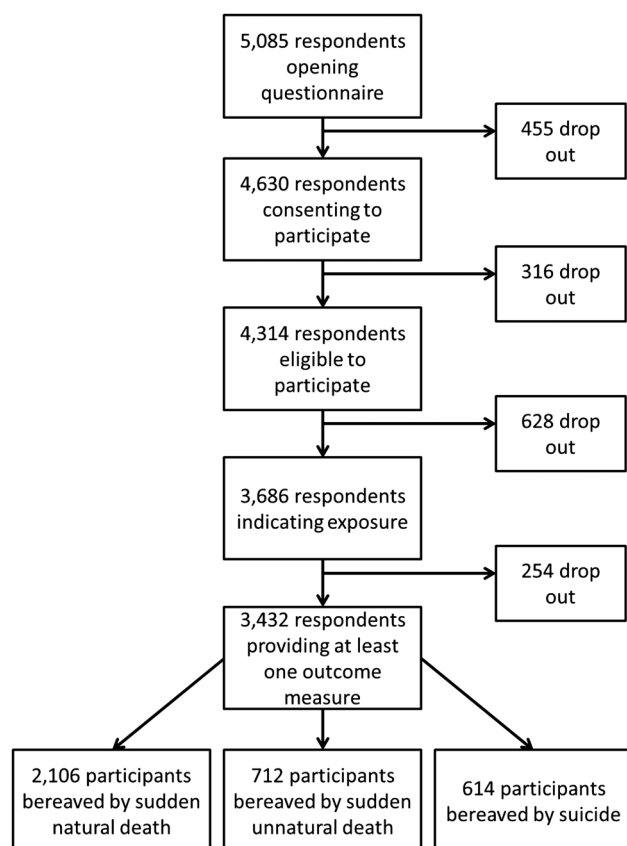 5,085 respondents
opening
questionnaire
455 drop
out
4,630 respondents
consenting to
participate
316 drop
out
4,314 respondents
eligible to
participate
628 drop
out
3,686 respondents
indicating exposure
254 drop
out
3,432 respondents
providing at least
one outcome
measure
2,106 participants
bereaved by sudden
natural death
712 participants
bereaved by sudden
unnatural death
614 participants
bereaved by suicide